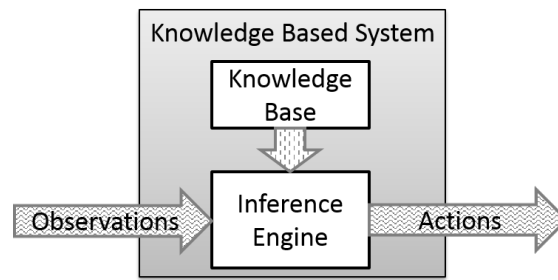 Knowledge Based System
Knowledge
Base
Observations
Inference
Engine
Actions